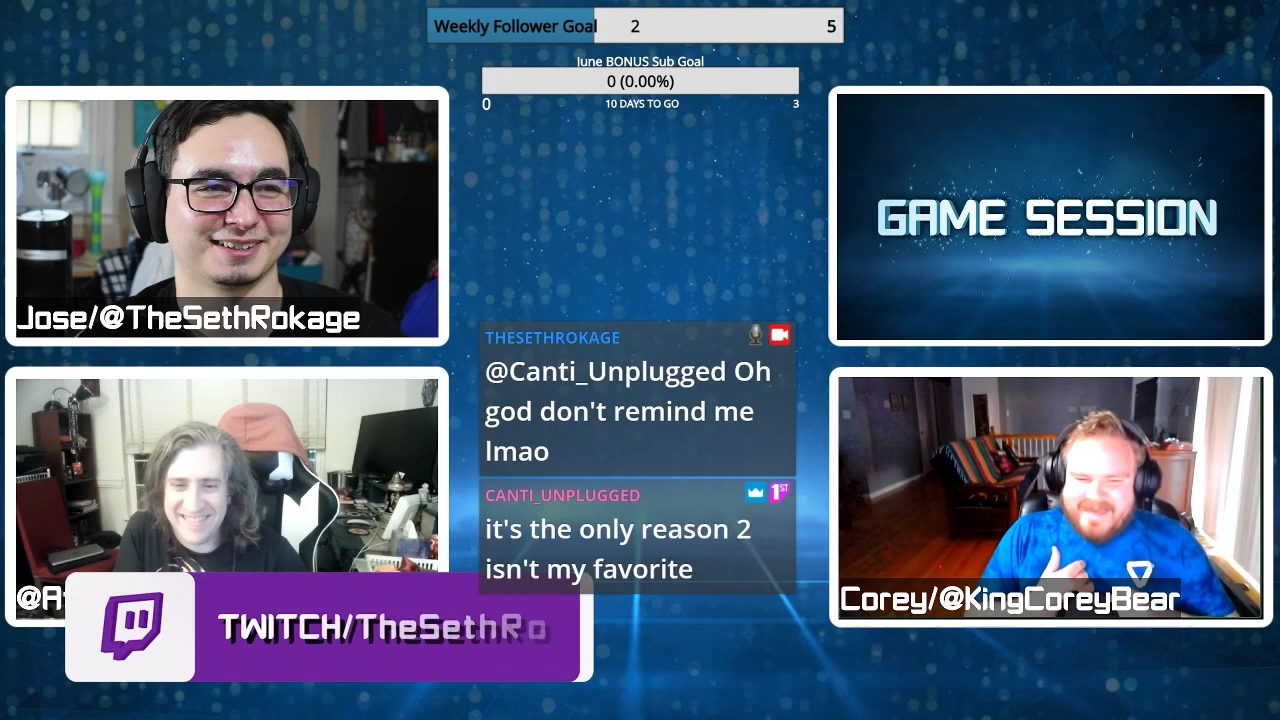 Weekly Follower Goal 2 5
June BONUS Sub Goal
0 (0.00%)
0 10 DAYS TO GO 3
Jose/@TheSethRokage
GAME SESSION
THESETHROKAGE
@Canti_Unplugged Oh
god don't remind me
lmao
CANTI_UNPLUGGED 1ST
it's the only reason 2
isn't my favorite
Corey/@KingCoreyBear
TWITCH/TheSethRo